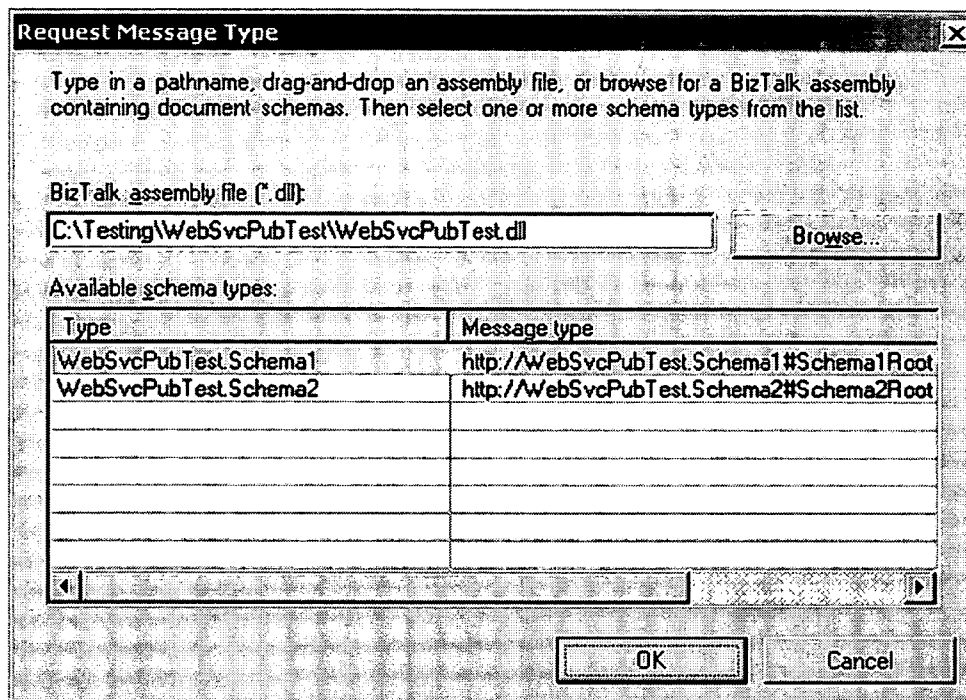 Request Message Type
Type in a pathname, drag-and-drop an assembly file, or browse for a BizTalk assembly
containing document schemas. Then select one or more schema types from the list.
BizTalk assembly file (*.dll):
C:\Testing\WebSvcPubTest\WebSvcPubTest.dll Browse...
Available schema types:
Type Message type
WebSvcPubTest.Schema1 http://WebSvcPubTest.Schema1#Schema1Root
WebSvcPubTest.Schema2 http://WebSvcPubTest.Schema2#Schema2Root
OK Cancel